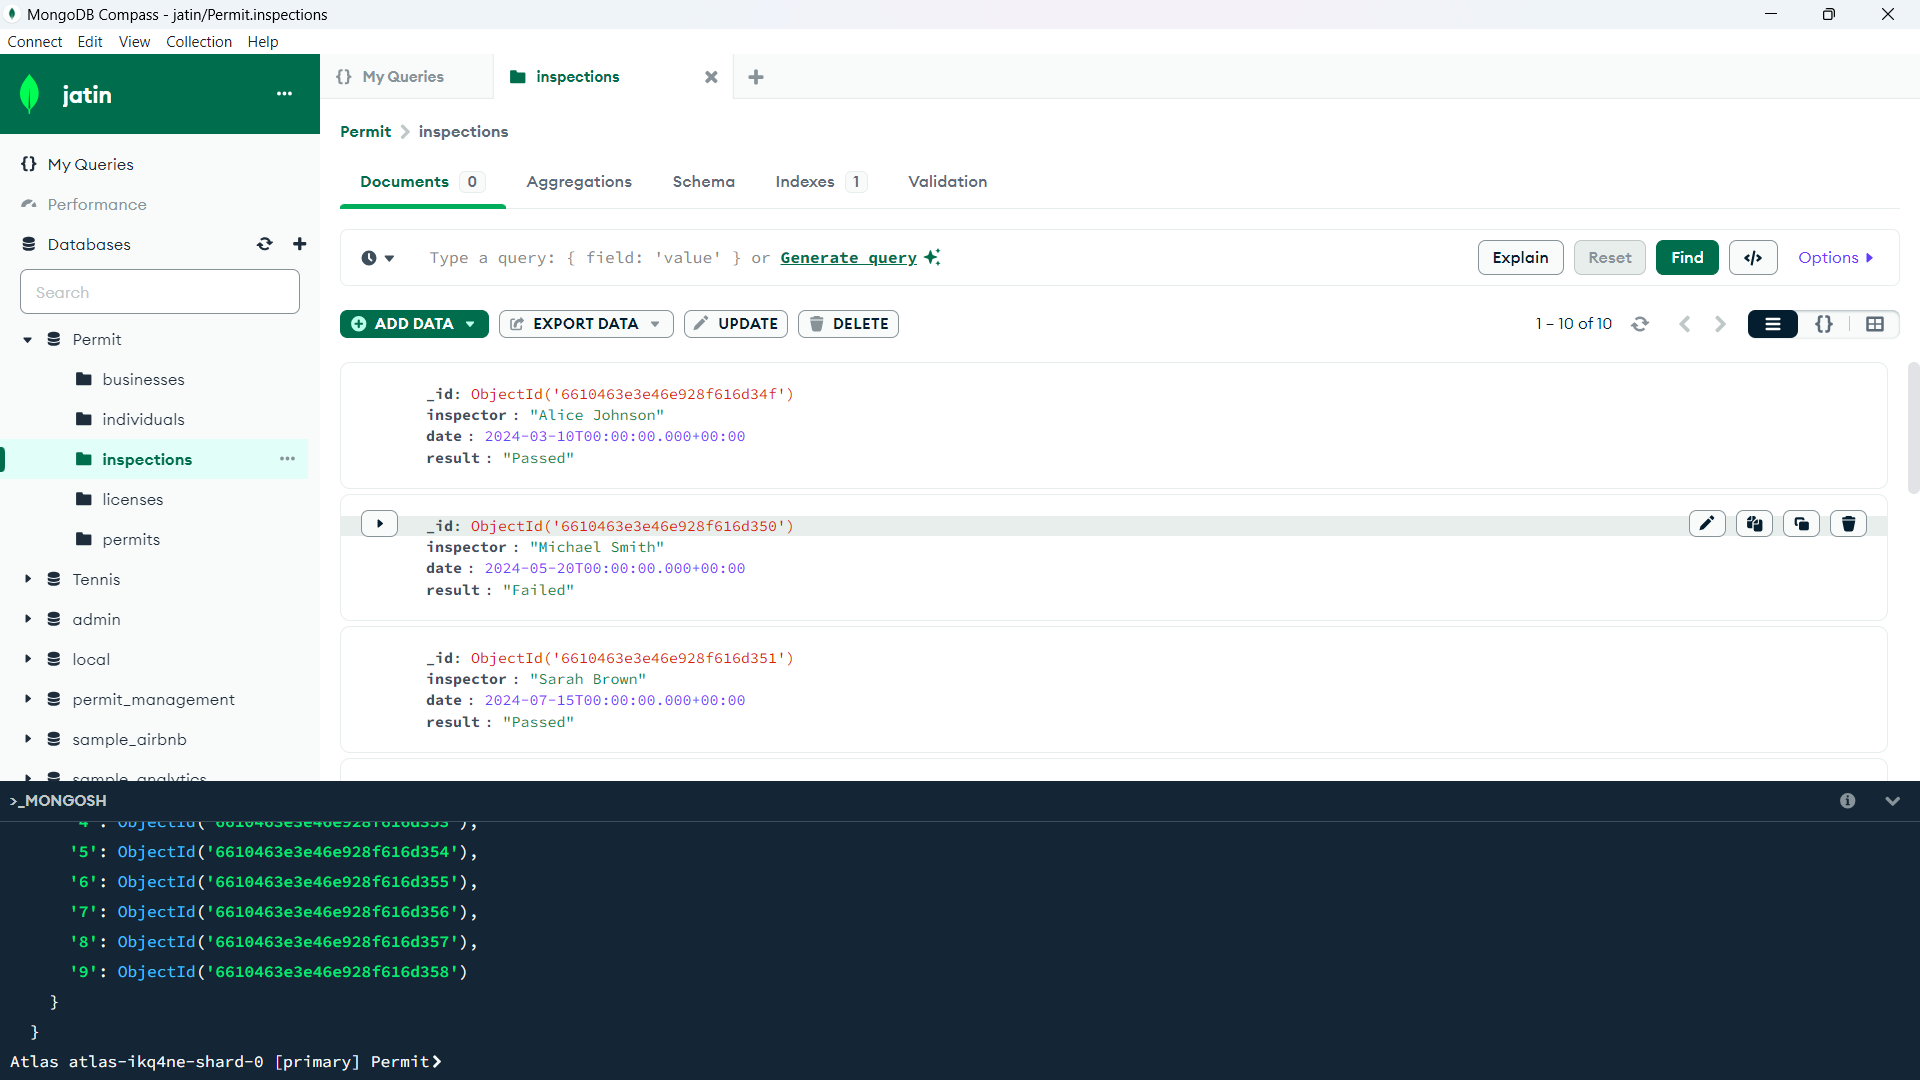 MongoDB Compass - jatin/Permit.inspections
Connect Edit View Collection Help
jatin
My Queries
inspections
Permit > inspections
My Queries
Performance
Databases
Search
Permit
businesses
individuals
inspections
licenses
permits
Tennis
admin
local
permit_management
sample_airbnb
sample_analytics
Documents 0 Aggregations Schema Indexes 1 Validation
Type a query: { field: 'value' } or Generate query
Explain Reset Find </> Options
ADD DATA EXPORT DATA UPDATE DELETE
1 – 10 of 10
_id: ObjectId('6610463e3e46e928f616d34f')
inspector : "Alice Johnson"
date : 2024-03-10T00:00:00.000+00:00
result : "Passed"
_id: ObjectId('6610463e3e46e928f616d350')
inspector : "Michael Smith"
date : 2024-05-20T00:00:00.000+00:00
result : "Failed"
_id: ObjectId('6610463e3e46e928f616d351')
inspector : "Sarah Brown"
date : 2024-07-15T00:00:00.000+00:00
result : "Passed"
>_MONGOSH
'4': ObjectId('6610463e3e46e928f616d353'),
'5': ObjectId('6610463e3e46e928f616d354'),
'6': ObjectId('6610463e3e46e928f616d355'),
'7': ObjectId('6610463e3e46e928f616d356'),
'8': ObjectId('6610463e3e46e928f616d357'),
'9': ObjectId('6610463e3e46e928f616d358')
}
}
Atlas atlas-ikq4ne-shard-0 [primary] Permit>